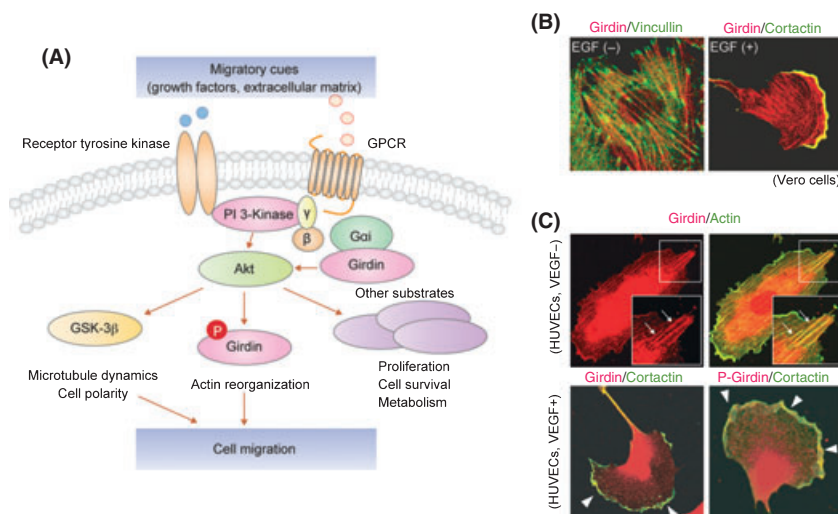 (A)
Migratory cues
(growth factors, extracellular matrix)
Receptor tyrosine kinase
GPCR
PI 3-Kinase
γ
β
Gαi
Akt
Girdin
Other substrates
GSK-3β
P
Girdin
Microtubule dynamics
Cell polarity
Actin reorganization
Proliferation
Cell survival
Metabolism
Cell migration
(B)
Girdin/Vincullin
Girdin/Cortactin
EGF (–)
EGF (+)
(Vero cells)
(C)
Girdin/Actin
(HUVECs, VEGF–)
Girdin/Cortactin
P-Girdin/Cortactin
(HUVECs, VEGF+)